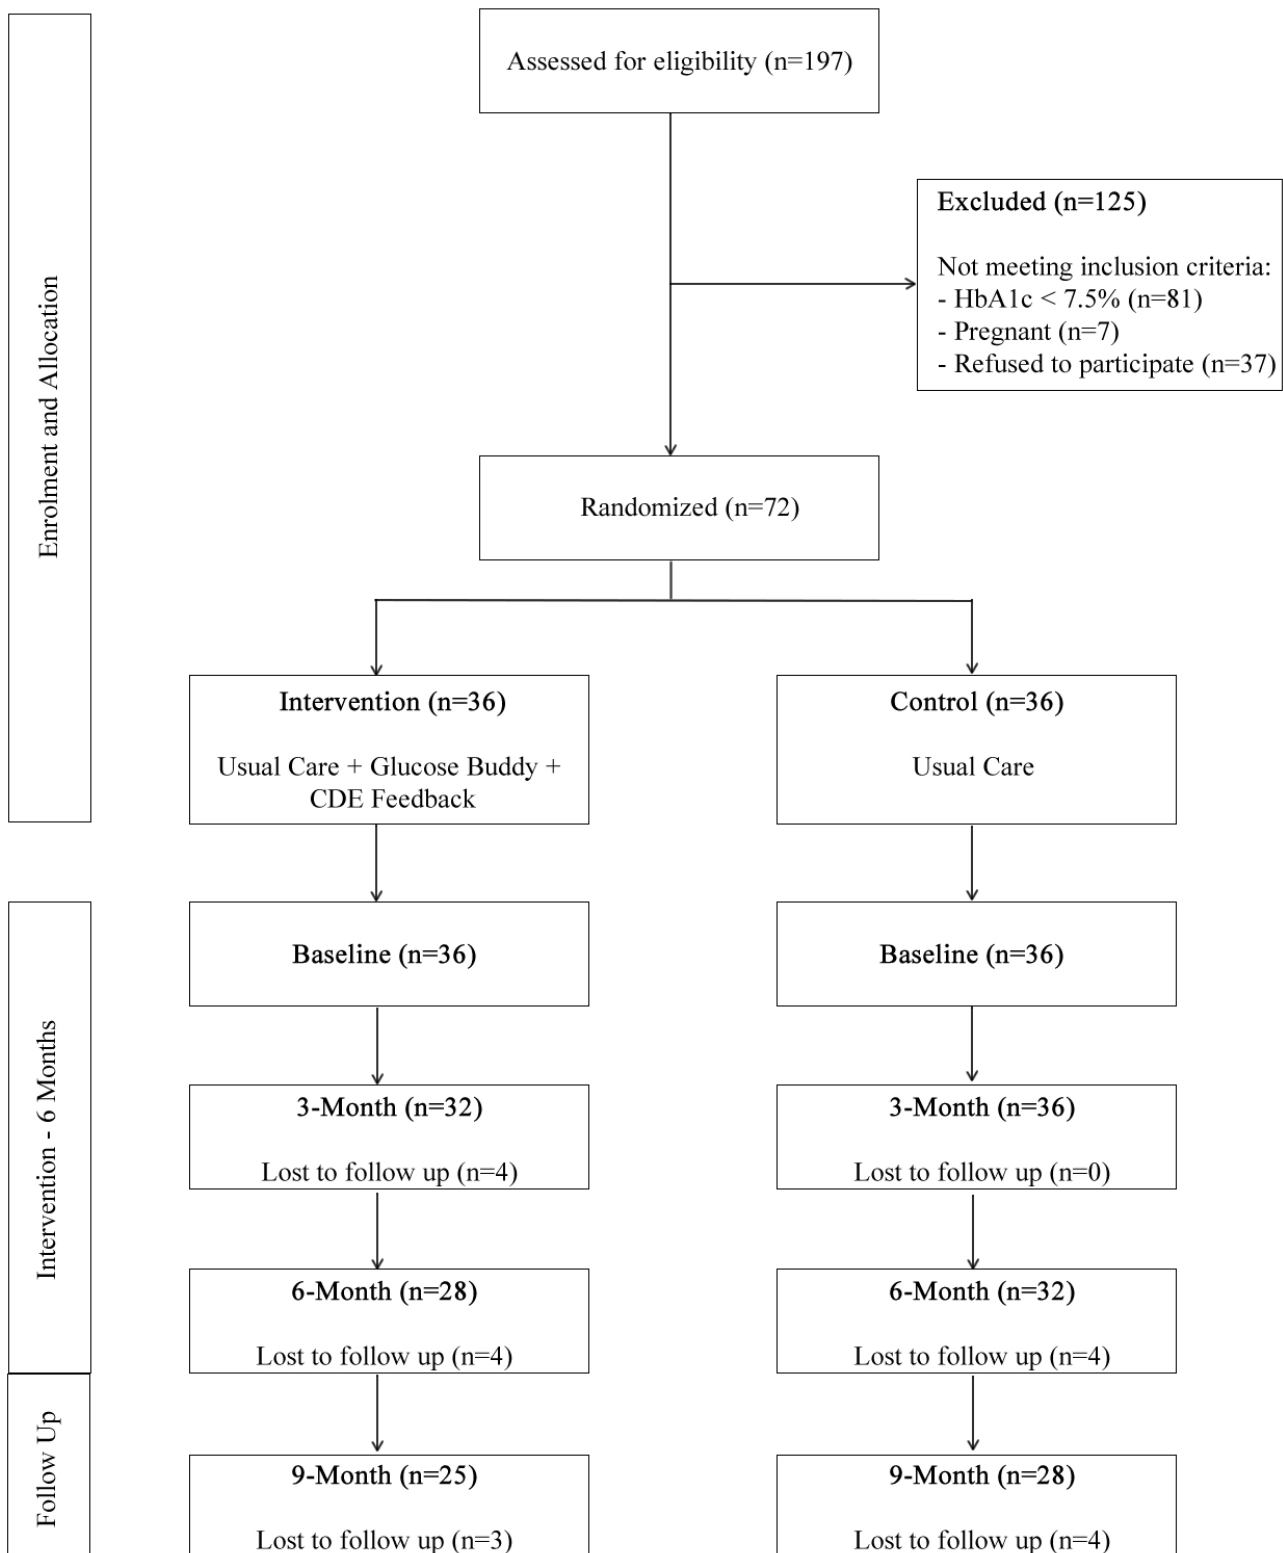 Assessed for eligibility (n=197)
Excluded (n=125)
Not meeting inclusion criteria:
- HbA1c < 7.5% (n=81)
- Pregnant (n=7)
- Refused to participate (n=37)
Enrolment and Allocation
Randomized (n=72)
Intervention (n=36)
Usual Care + Glucose Buddy +
CDE Feedback
Control (n=36)
Usual Care
Intervention - 6 Months
Baseline (n=36)
Baseline (n=36)
3-Month (n=32)
Lost to follow up (n=4)
3-Month (n=36)
Lost to follow up (n=0)
6-Month (n=28)
Lost to follow up (n=4)
6-Month (n=32)
Lost to follow up (n=4)
Follow Up
9-Month (n=25)
Lost to follow up (n=3)
9-Month (n=28)
Lost to follow up (n=4)